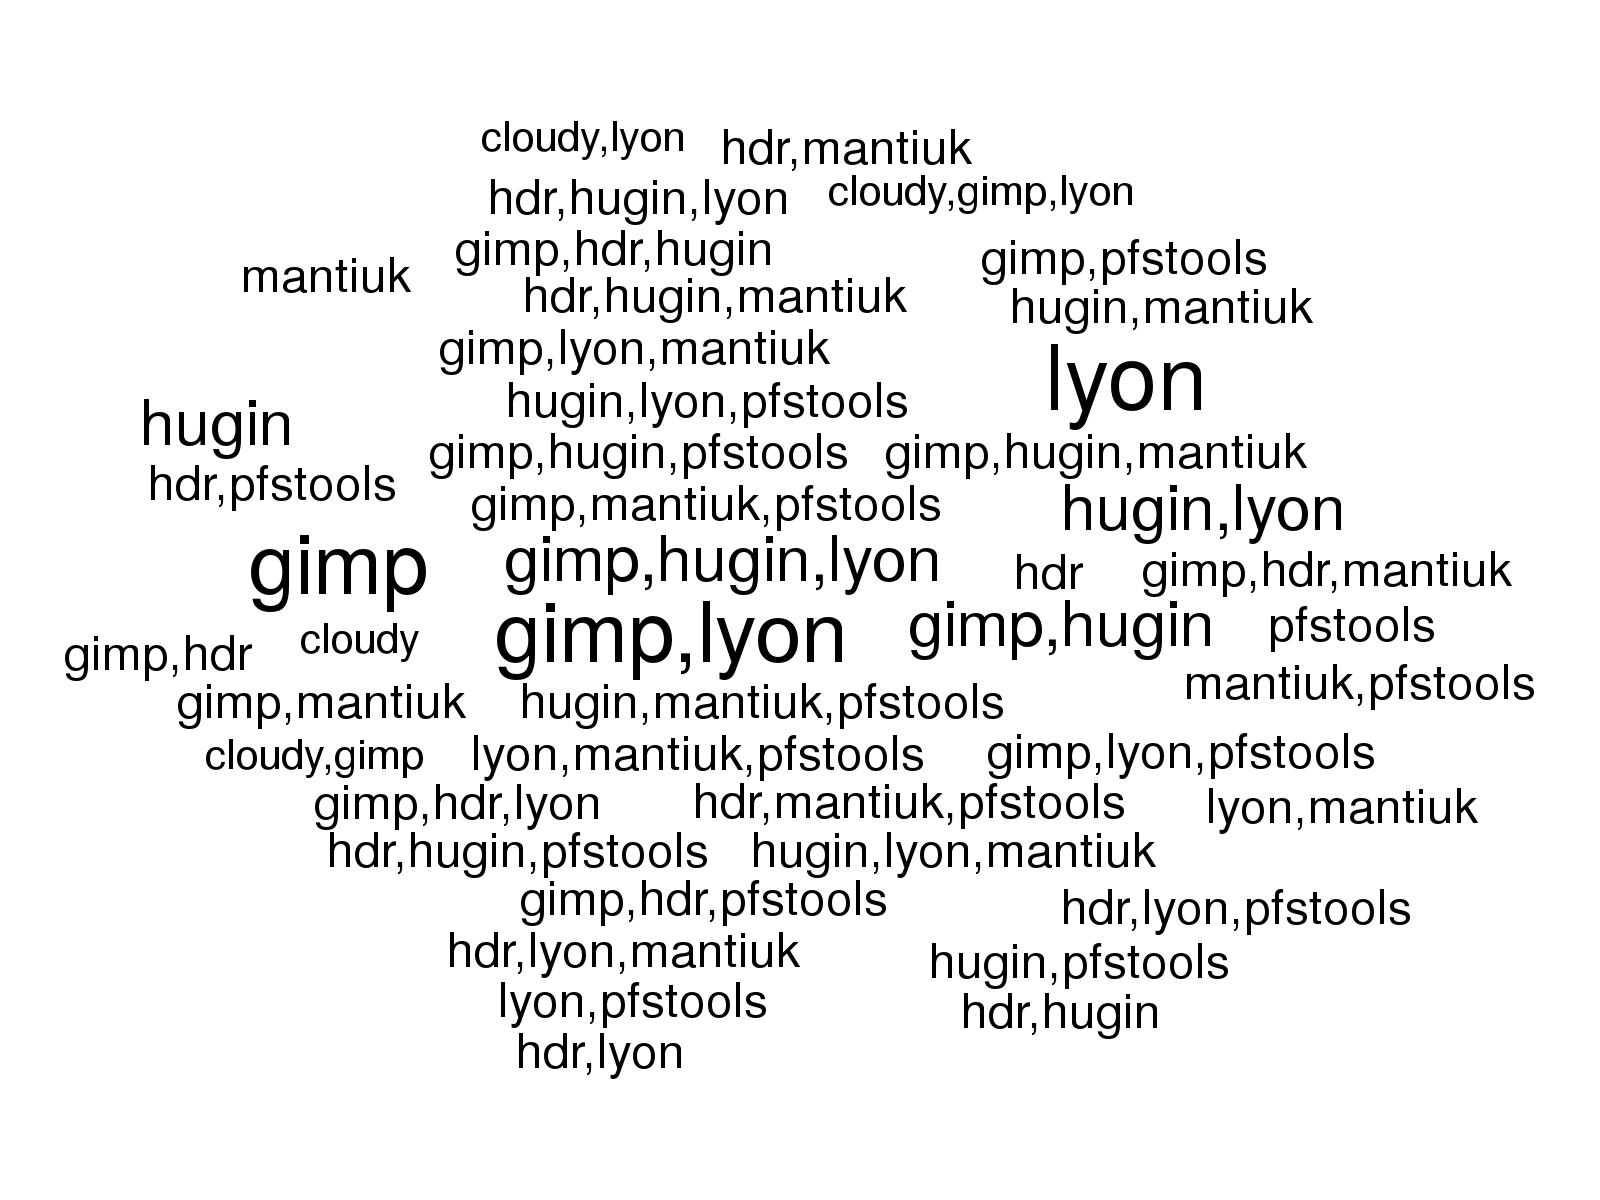 cloudy,lyon
hdr,mantiuk
hdr,hugin,lyon
cloudy,gimp,lyon
gimp,hdr,hugin
gimp,pfstools
mantiuk
hdr,hugin,mantiuk
hugin,mantiuk
gimp,lyon,mantiuk
lyon
hugin,lyon,pfstools
hugin
gimp,hugin,pfstools
gimp,hugin,mantiuk
hdr,pfstools
gimp,mantiuk,pfstools
hugin,lyon
gimp
gimp,hugin,lyon
hdr
gimp,hdr,mantiuk
gimp,hdr
cloudy
gimp,lyon
gimp,hugin
pfstools
mantiuk,pfstools
gimp,mantiuk
hugin,mantiuk,pfstools
cloudy,gimp
lyon,mantiuk,pfstools
gimp,lyon,pfstools
gimp,hdr,lyon
hdr,mantiuk,pfstools
lyon,mantiuk
hdr,hugin,pfstools
hugin,lyon,mantiuk
gimp,hdr,pfstools
hdr,lyon,pfstools
hdr,lyon,mantiuk
hugin,pfstools
lyon,pfstools
hdr,hugin
hdr,lyon